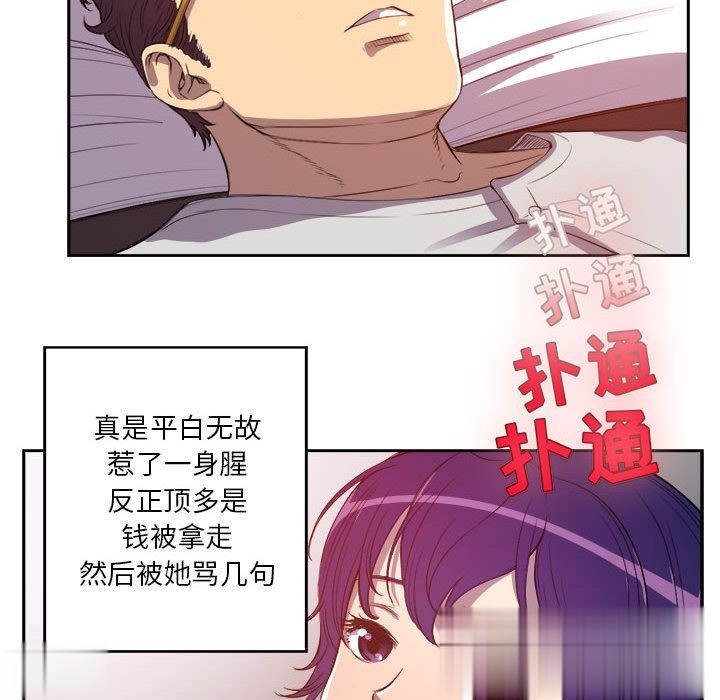 扑通
扑通
扑通
扑通
真是平白无故
惹了一身腥
反正顶多是
钱被拿走
然后被她骂几句